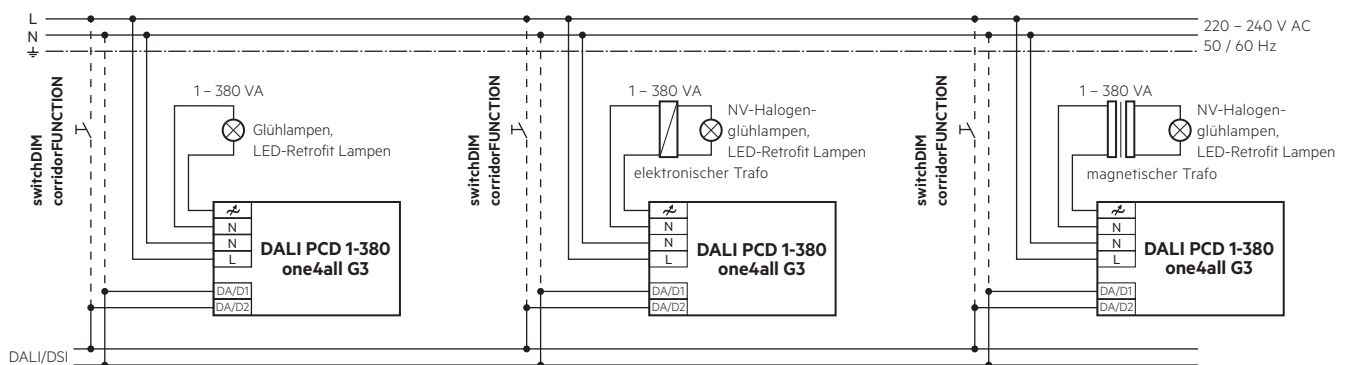 L
N
220 – 240 V AC
50 / 60 Hz
switchDIM
corridorFUNCTION
1 – 380 VA
Glühlampen,
LED-Retrofit Lampen
N
N
L
DA/D1
DA/D2
DALI PCD 1-380
one4all G3
switchDIM
corridorFUNCTION
1 – 380 VA
NV-Halogen-
glühlampen,
LED-Retrofit Lampen
elektronischer Trafo
N
N
L
DA/D1
DA/D2
DALI PCD 1-380
one4all G3
switchDIM
corridorFUNCTION
1 – 380 VA
NV-Halogen-
glühlampen,
LED-Retrofit Lampen
magnetischer Trafo
N
N
L
DA/D1
DA/D2
DALI PCD 1-380
one4all G3
DALI/DSI